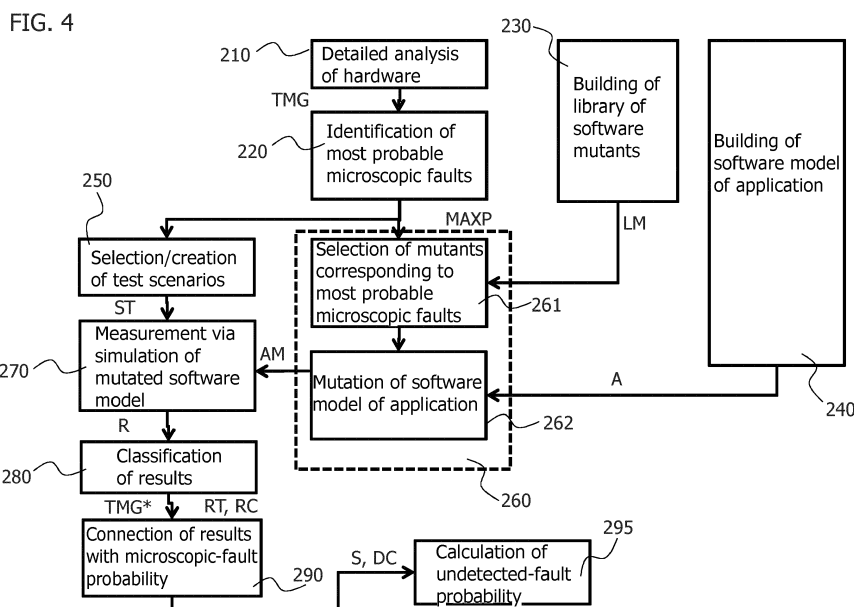 FIG. 4
210
Detailed analysis
of hardware
TMG
220
Identification of
most probable
microscopic faults
230
Building of
library of
software
mutants
LM
Building of
software model
of application
240
250
MAXP
Selection/creation
of test scenarios
ST
Selection of mutants
corresponding to
most probable
microscopic faults
261
270
Measurement via
simulation of
mutated software
model
AM
Mutation of software
model of application
262
A
R
260
280
Classification
of results
TMG*
RT, RC
Connection of results
with microscopic-fault
probability
290
S, DC
Calculation of
undetected-fault
probability
295